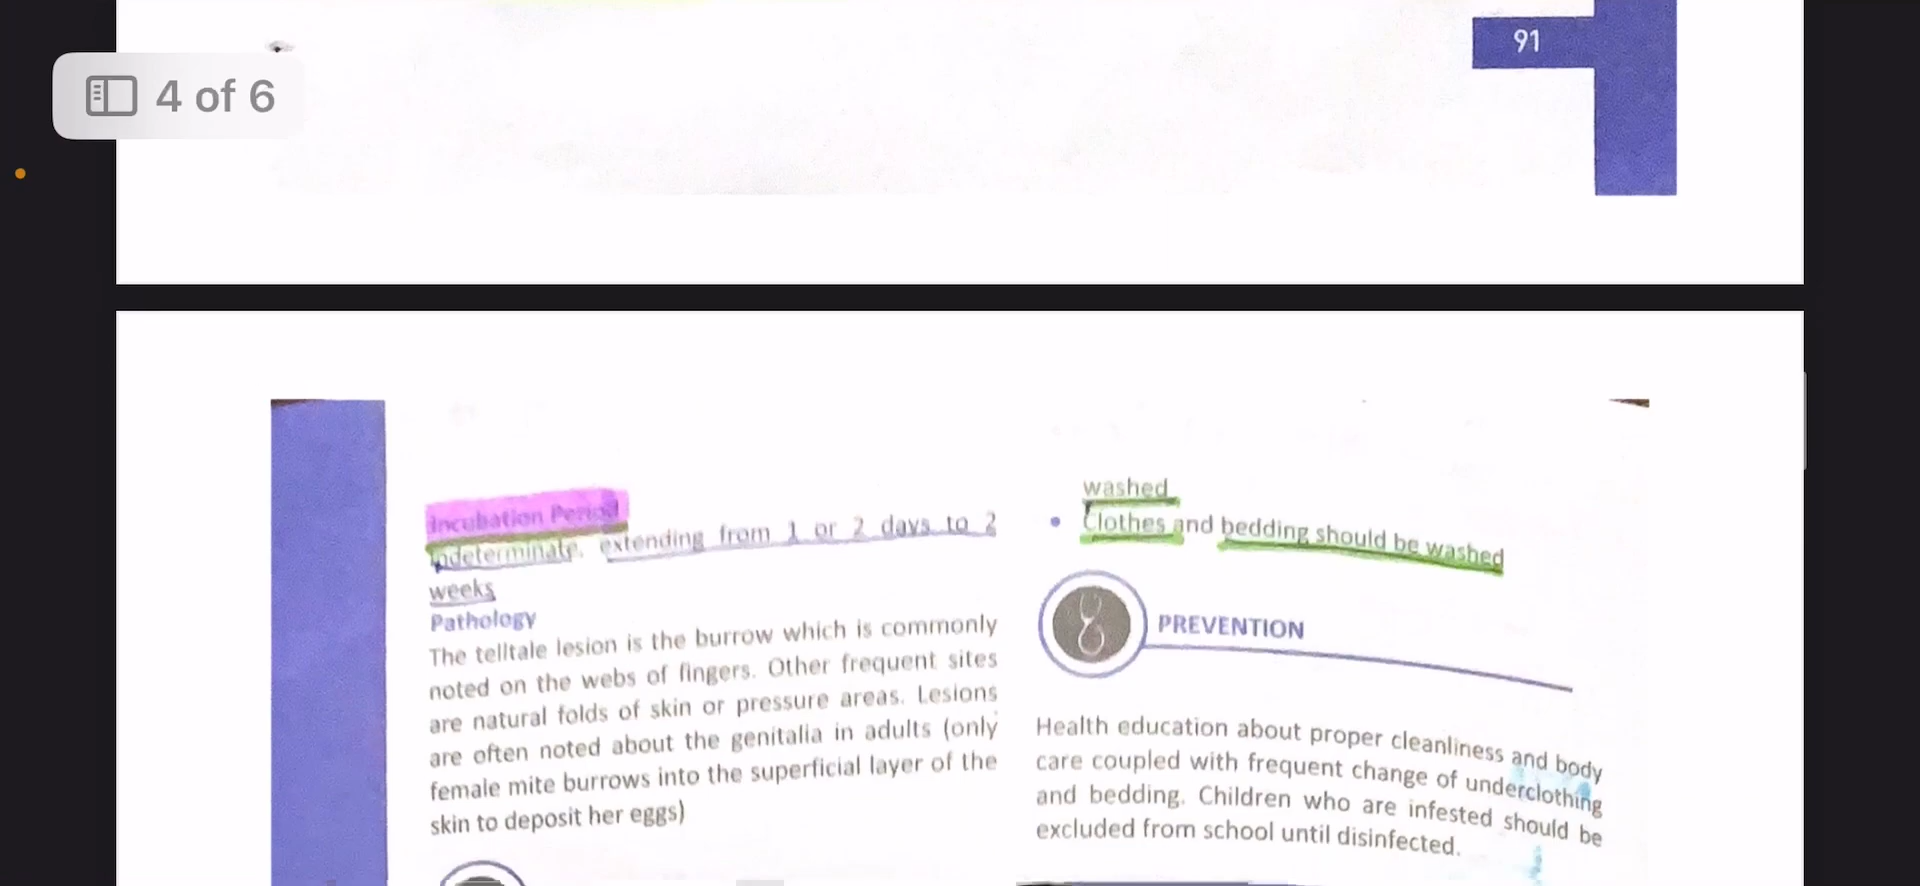 91
4 of 6
Incubation Period
Indeterminate, extending from 1 or 2 days to 2
weeks
Pathology
The telltale lesion is the burrow which is commonly
noted on the webs of fingers. Other frequent sites
are natural folds of skin or pressure areas. Lesions
are often noted about the genitalia in adults (only
female mite burrows into the superficial layer of the
skin to deposit her eggs)
washed
• Clothes and bedding should be washed
PREVENTION
Health education about proper cleanliness and body
care coupled with frequent change of underclothing
and bedding. Children who are infested should be
excluded from school until disinfected.